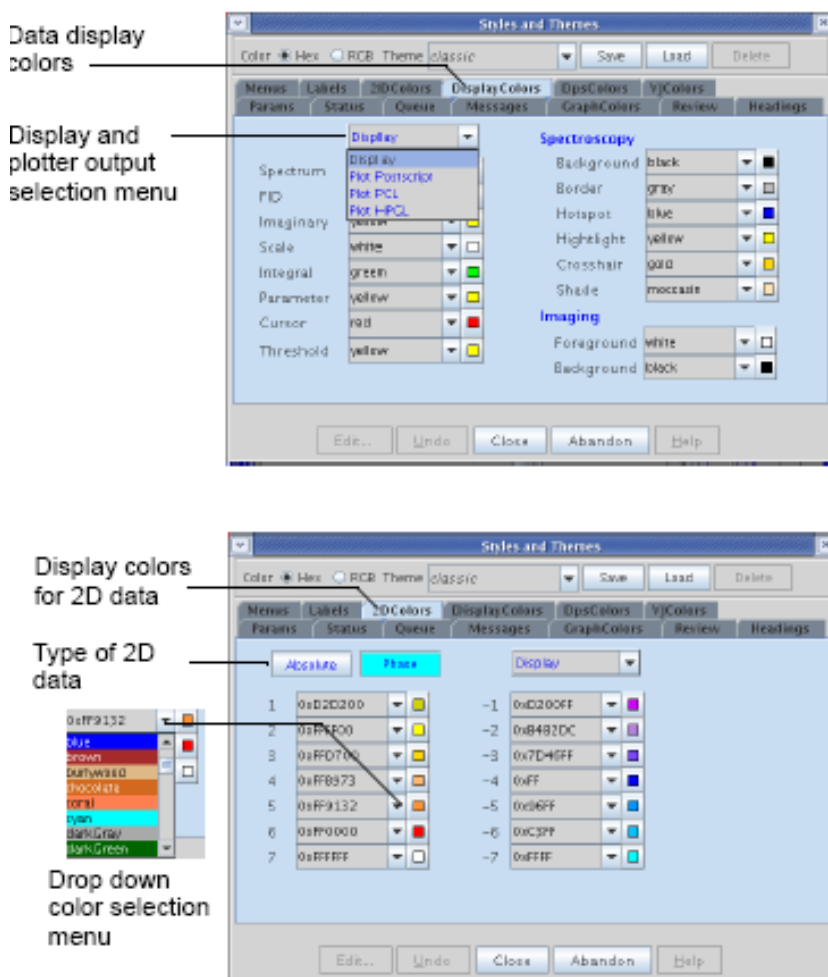 Data display
colors
Display and
plotter output
selection menu
Styles and Themes
Color Hex RGB Theme classic Save Load Delete
Menus Labels 2DColors DisplayColors DpsColors VJColors
Params Status Queue Messages GraphColors Review Headings
Display
Display
Plot Postscript
Plot PCL
Plot HPGL
Spectrum
FID
Imaginary yellow
Scale white
Integral green
Parameter yellow
Cursor red
Threshold yellow
Spectroscopy
Background black
Border gray
Hotspot blue
Hightlight yellow
Crosshair gold
Shade moccasin
Imaging
Foreground white
Background black
Edit... Undo Close Abandon Help
Display colors
for 2D data
Type of 2D
data
Styles and Themes
Color Hex RGB Theme classic Save Load Delete
Menus Labels 2DColors DisplayColors DpsColors VJColors
Params Status Queue Messages GraphColors Review Headings
Absolute Phase Display
1 0xD2D200 -1 0xD200FF
2 -2 0xB482DC
3 0xFFD700 -3 0x7D46FF
4 0xFF8973 -4 0xFF
5 0xFF9132 -5 0x96FF
6 0xFF0000 -6 0xC3FF
7 0xFFFFFF -7 0xFFFF
0xFF9132
blue
brown
burlywood
chocolate
coral
cyan
darkGray
darkGreen
Drop down
color selection
menu
Edit... Undo Close Abandon Help